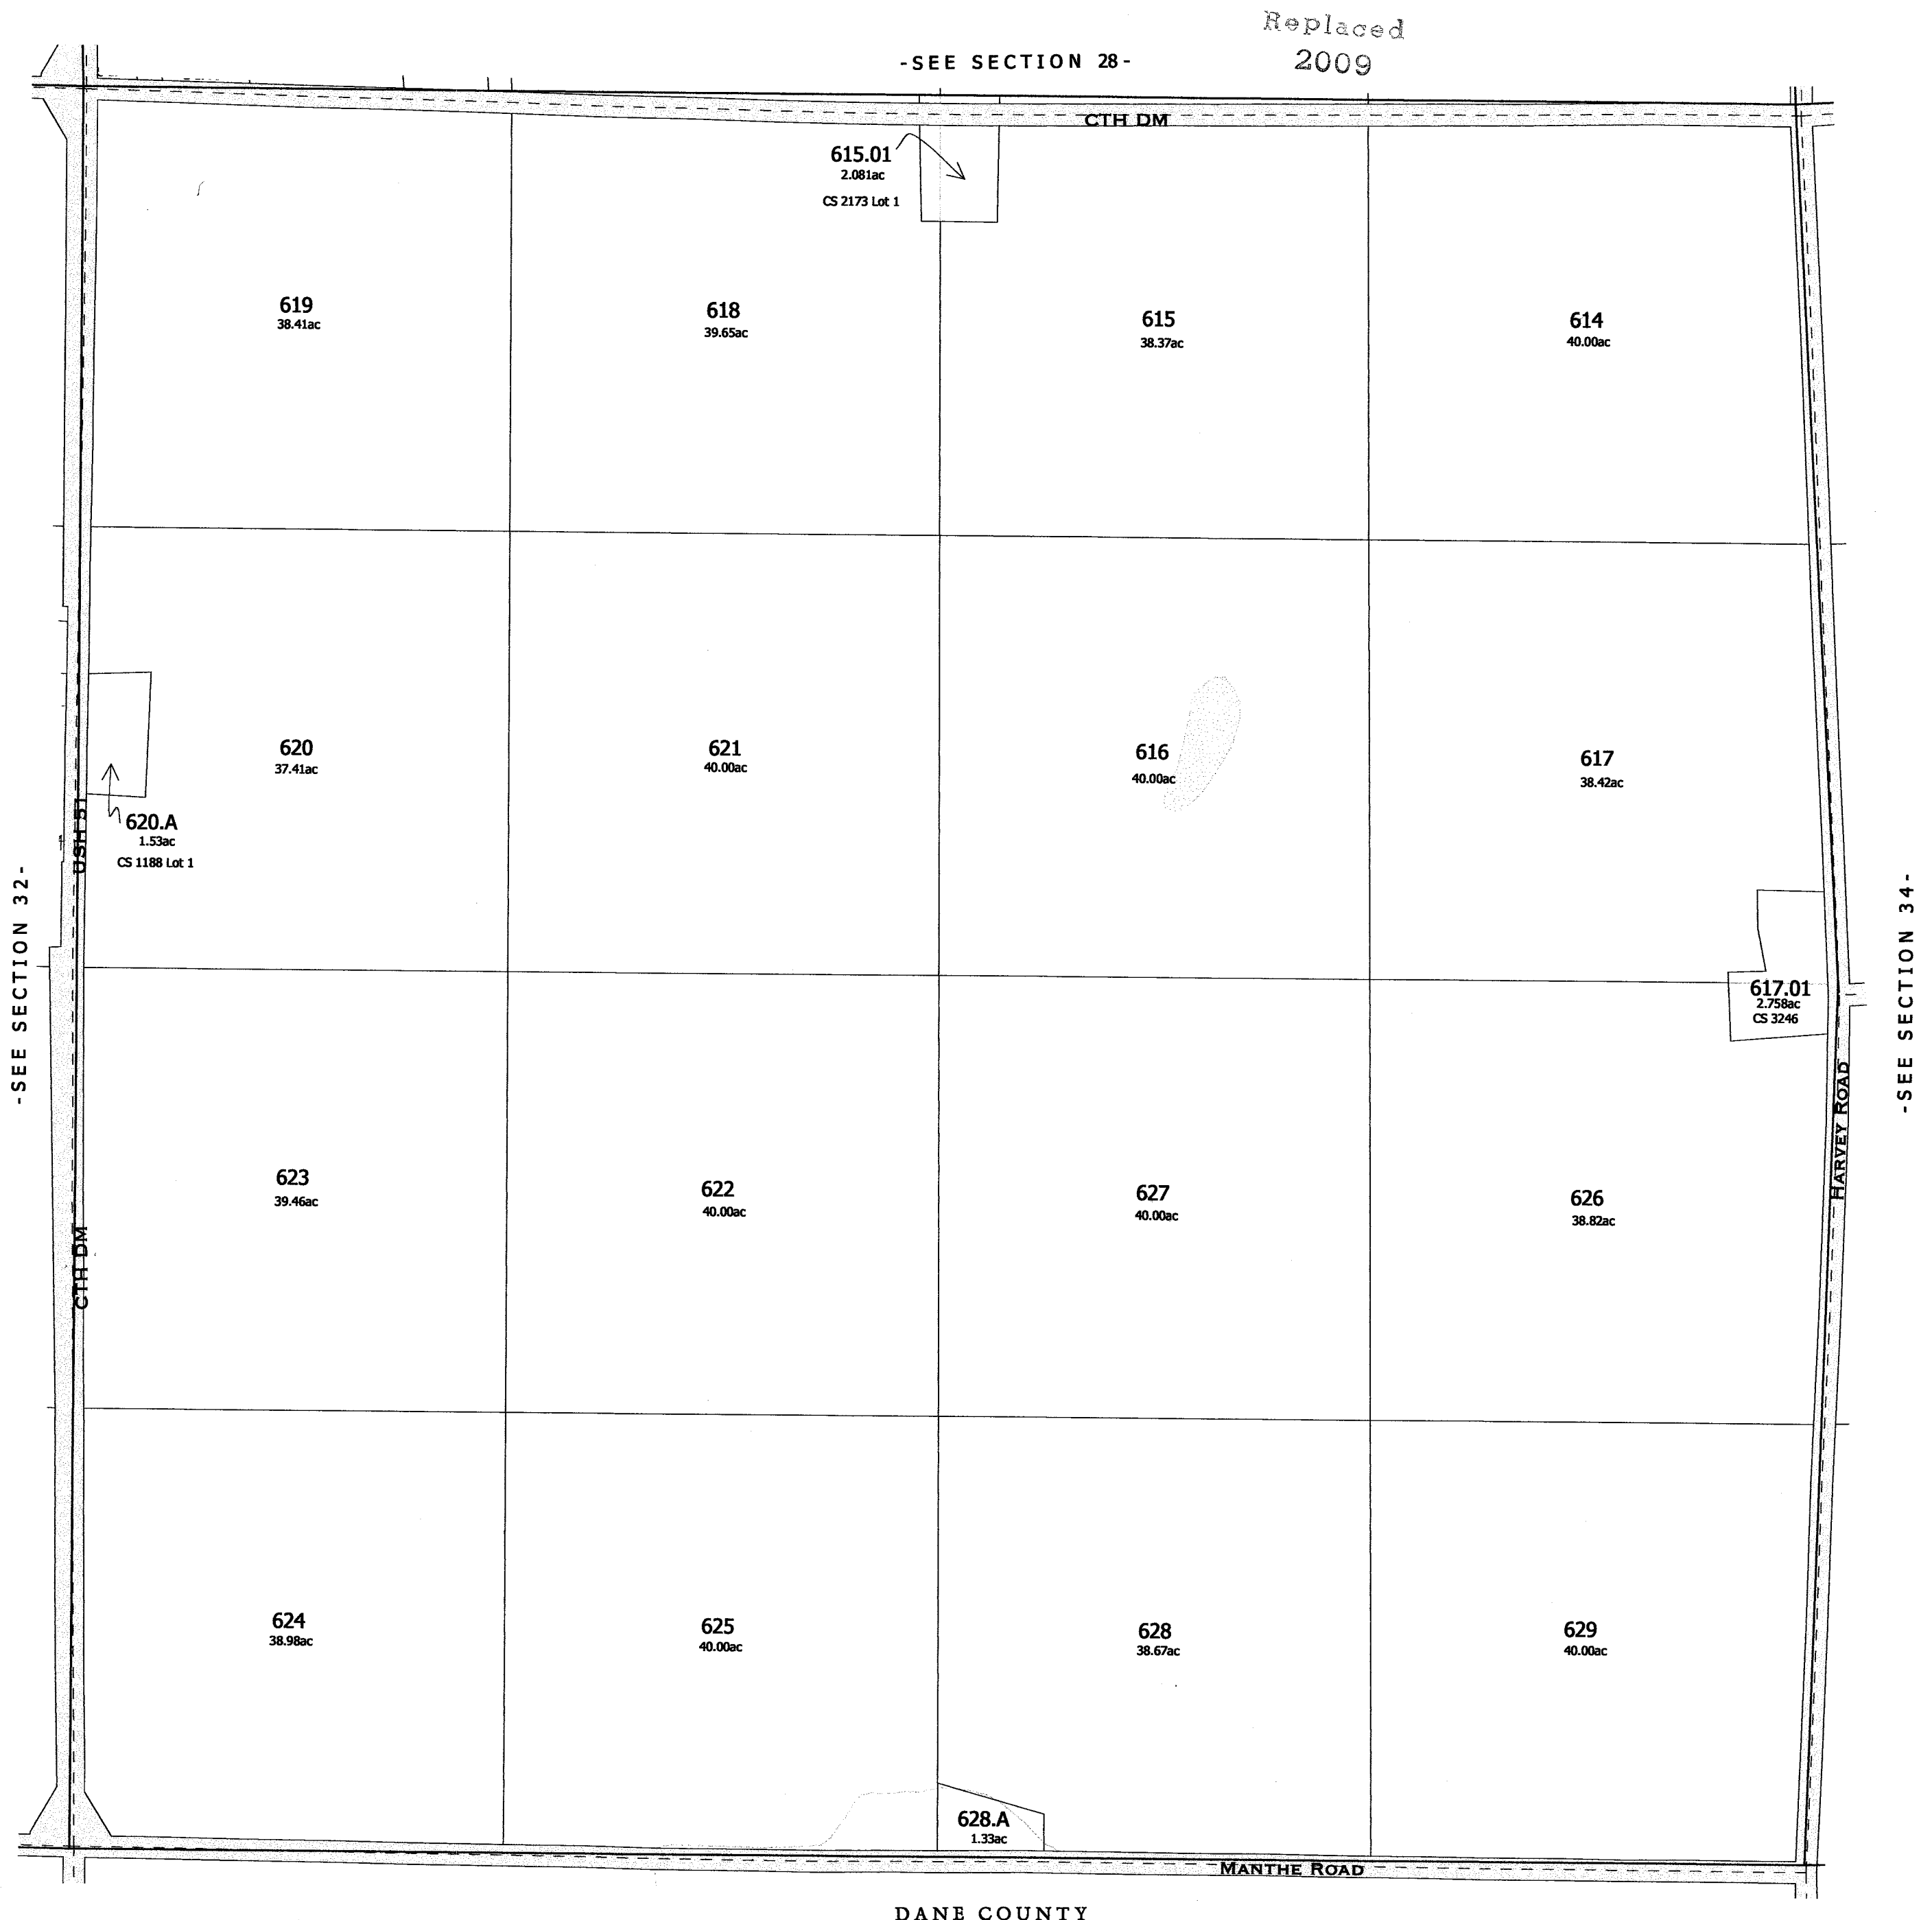 Replaced
2009
-SEE SECTION 28-
CTH DM
615.01
2.081ac
CS 2173 Lot 1
619
38.41ac
618
39.65ac
615
38.37ac
614
40.00ac
620
37.41ac
621
40.00ac
616
40.00ac
617
38.42ac
620.A
1.53ac
CS 1188 Lot 1
USH 51
-SEE SECTION 32-
-SEE SECTION 34-
617.01
2.758ac
CS 3246
HARVEY ROAD
623
39.46ac
622
40.00ac
627
40.00ac
626
38.82ac
CTH DM
624
38.98ac
625
40.00ac
628
38.67ac
629
40.00ac
628.A
1.33ac
MANTHE ROAD
DANE COUNTY